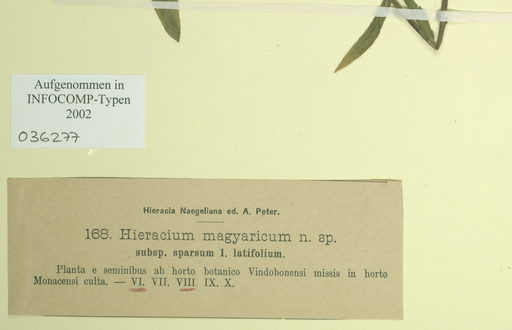 Aufgenommen in
INFOCOMP-Typen
2002
036277
Hieracia Naegeliana ed. A. Peter.
168. Hieracium magyaricum n. sp.
subsp. sparsum 1. latifolium.
Planta e seminibus ab horto botanico Vindobonensi missis in horto
Monacensi culta. — VI. VII. VIII. IX. X.